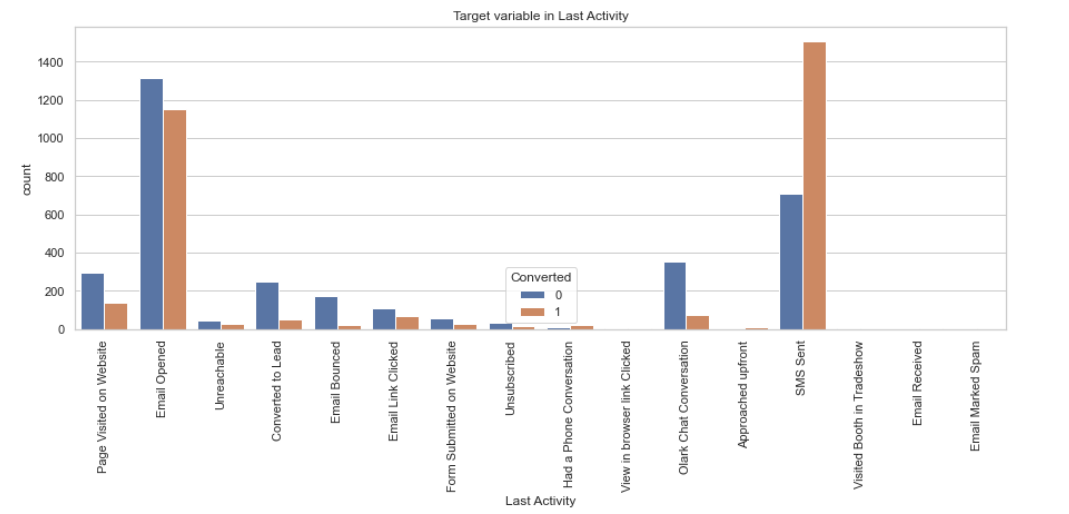 Target variable in Last Activity
1400
1200
1000
800
600
400
200
0
count
Converted
0
1
Page Visited on Website
Email Opened
Unreachable
Converted to Lead
Email Bounced
Email Link Clicked
Form Submitted on Website
Unsubscribed
Had a Phone Conversation
View in browser link Clicked
Olark Chat Conversation
Approached upfront
SMS Sent
Visited Booth in Tradeshow
Email Received
Email Marked Spam
Last Activity